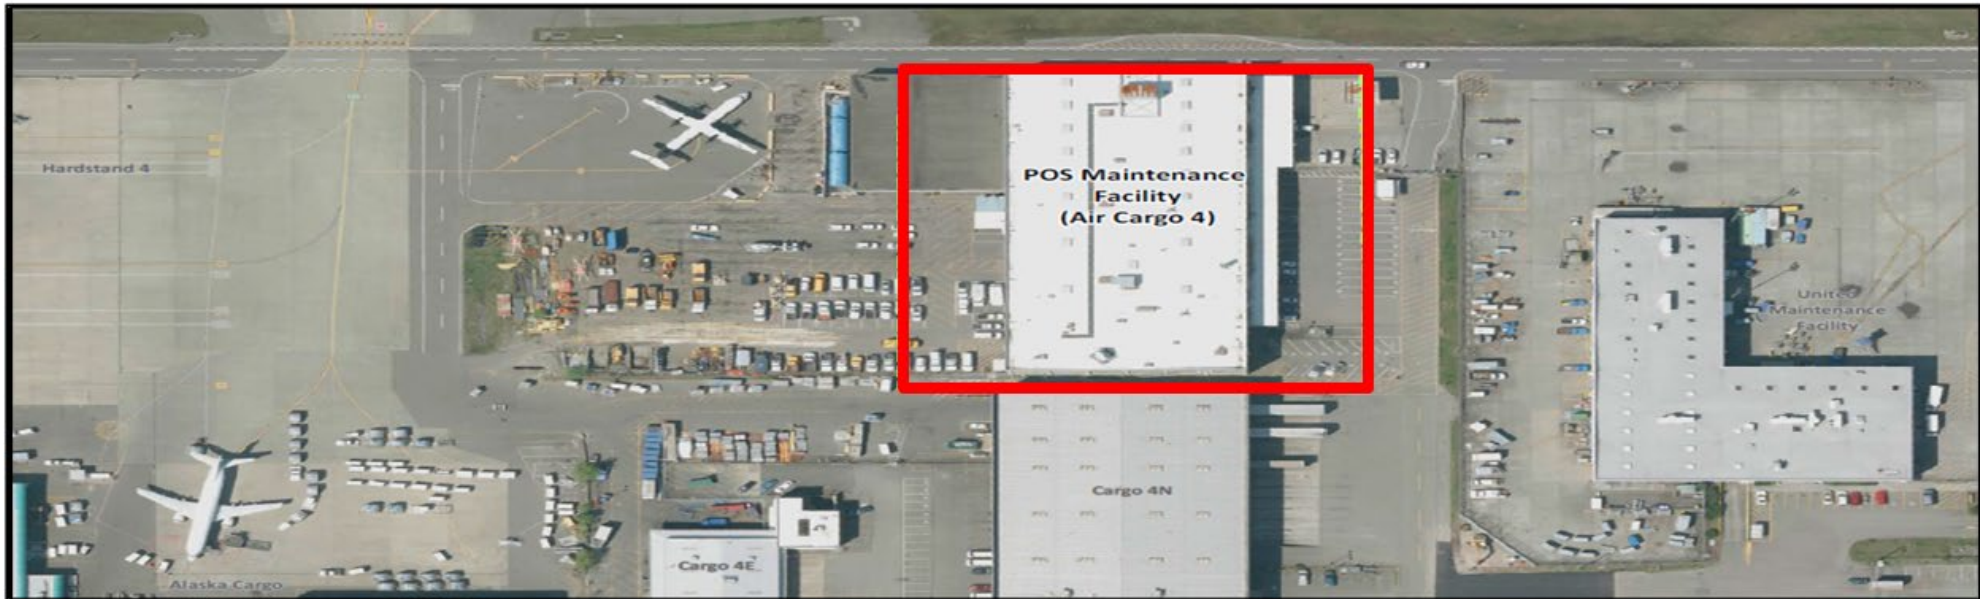 Hardstand 4
POS Maintenance
Facility
(Air Cargo 4)
United
Maintenance
Facility
Cargo 4N
Cargo 4E
Alaska Cargo